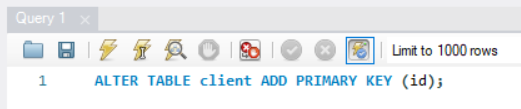 Query 1
Limit to 1000 rows
1 ALTER TABLE client ADD PRIMARY KEY (id);